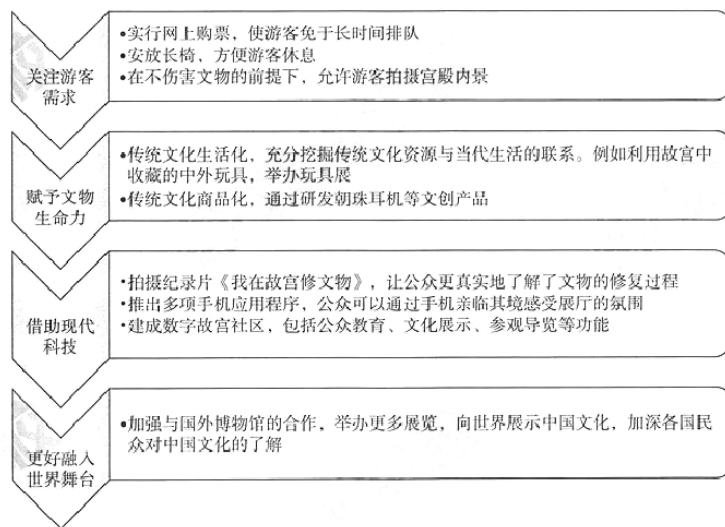 关注游客
需求
•实行网上购票，使游客免于长时间排队
•安放长椅，方便游客休息
•在不伤害文物的前提下，允许游客拍摄宫殿内景
赋予文物
生命力
•传统文化生活化，充分挖掘传统文化资源与当代生活的联系。例如利用故宫中
收藏的中外玩具，举办玩具展
•传统文化商品化，通过研发朝珠耳机等文创产品
借助现代
科技
•拍摄纪录片《我在故宫修文物》，让公众更真实地了解了文物的修复过程
•推出多项手机应用程序，公众可以通过手机亲临其境感受展厅的氛围
•建成数字故宫社区，包括公众教育、文化展示、参观导览等功能
更好融入
世界舞台
•加强与国外博物馆的合作，举办更多展览，向世界展示中国文化，加深各国民
众对中国文化的了解